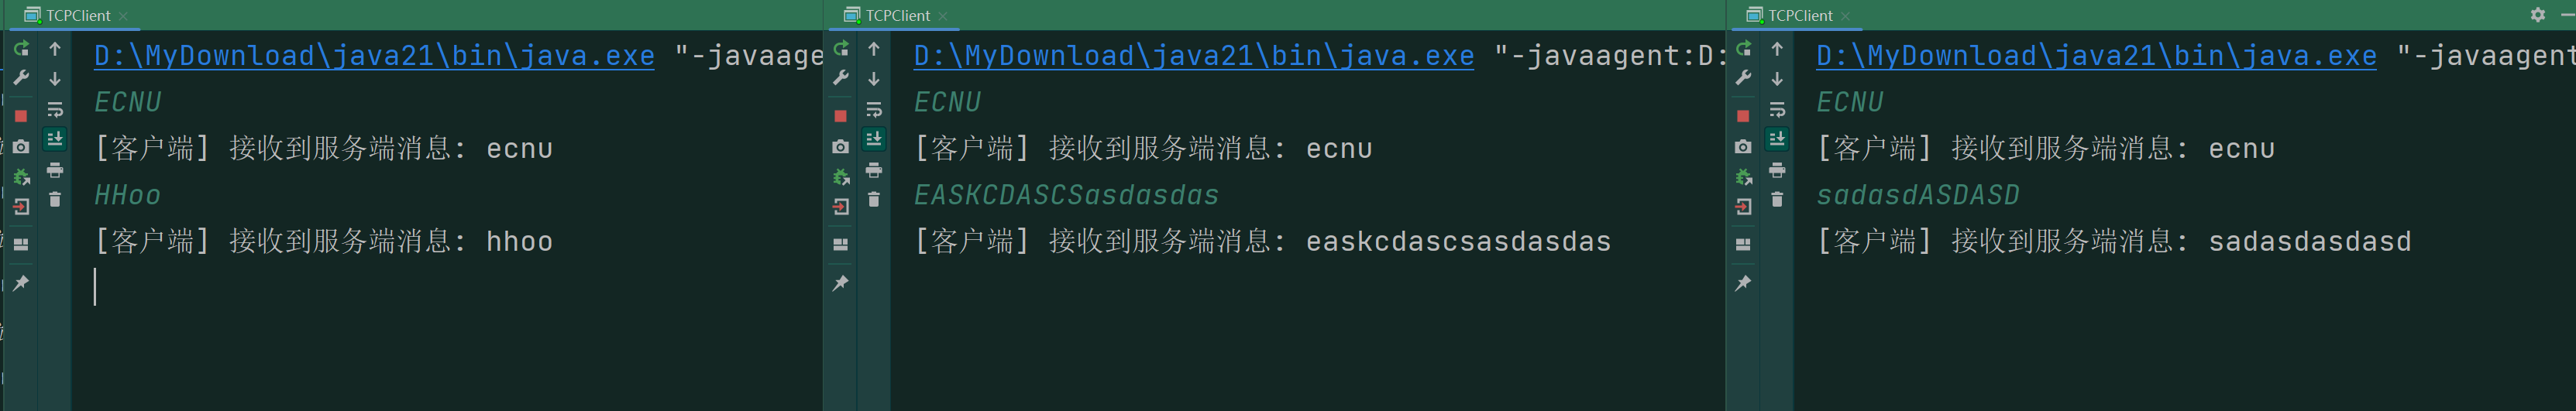 TCPClient
D:\MyDownload\java21\bin\java.exe "-javaage
ECNU
[客户端] 接收到服务端消息: ecnu
HHoo
[客户端] 接收到服务端消息: hhoo
TCPClient
D:\MyDownload\java21\bin\java.exe "-javaagent:D:
ECNU
[客户端] 接收到服务端消息: ecnu
EASKCDASCSasdasdas
[客户端] 接收到服务端消息: easkcdascsasdasdas
TCPClient
D:\MyDownload\java21\bin\java.exe "-javaagent
ECNU
[客户端] 接收到服务端消息: ecnu
sadasdASDASD
[客户端] 接收到服务端消息: sadasdasdasd